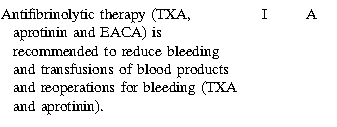 Antifibrinolytic therapy (TXA, I A
aprotinin and EACA) is
recommended to reduce bleeding
and transfusions of blood products
and reoperations for bleeding (TXA
and aprotinin).